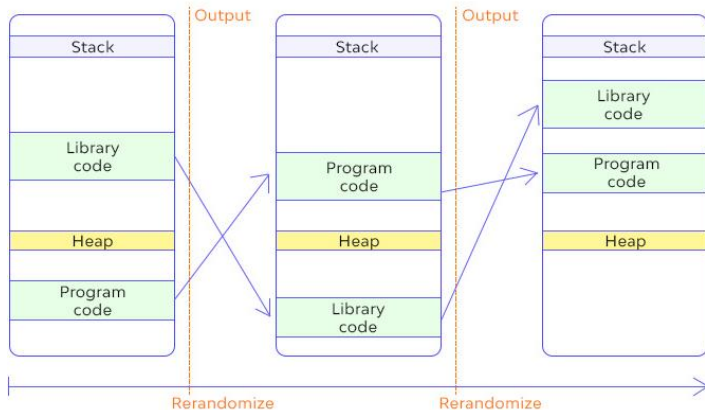 Output
Output
Stack
Library
code
Heap
Program
code
Stack
Program
code
Heap
Library
code
Stack
Library
code
Program
code
Heap
Rerandomize
Rerandomize